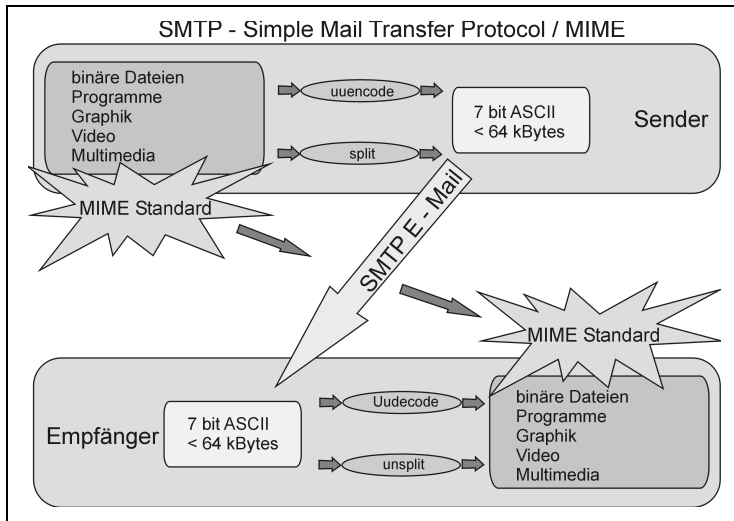 SMTP - Simple Mail Transfer Protocol / MIME
binäre Dateien
Programme
Graphik
Video
Multimedia
uuencode
split
7 bit ASCII
< 64 kBytes
Sender
MIME Standard
SMTP E - Mail
MIME Standard
Empfänger
7 bit ASCII
< 64 kBytes
Uudecode
unsplit
binäre Dateien
Programme
Graphik
Video
Multimedia